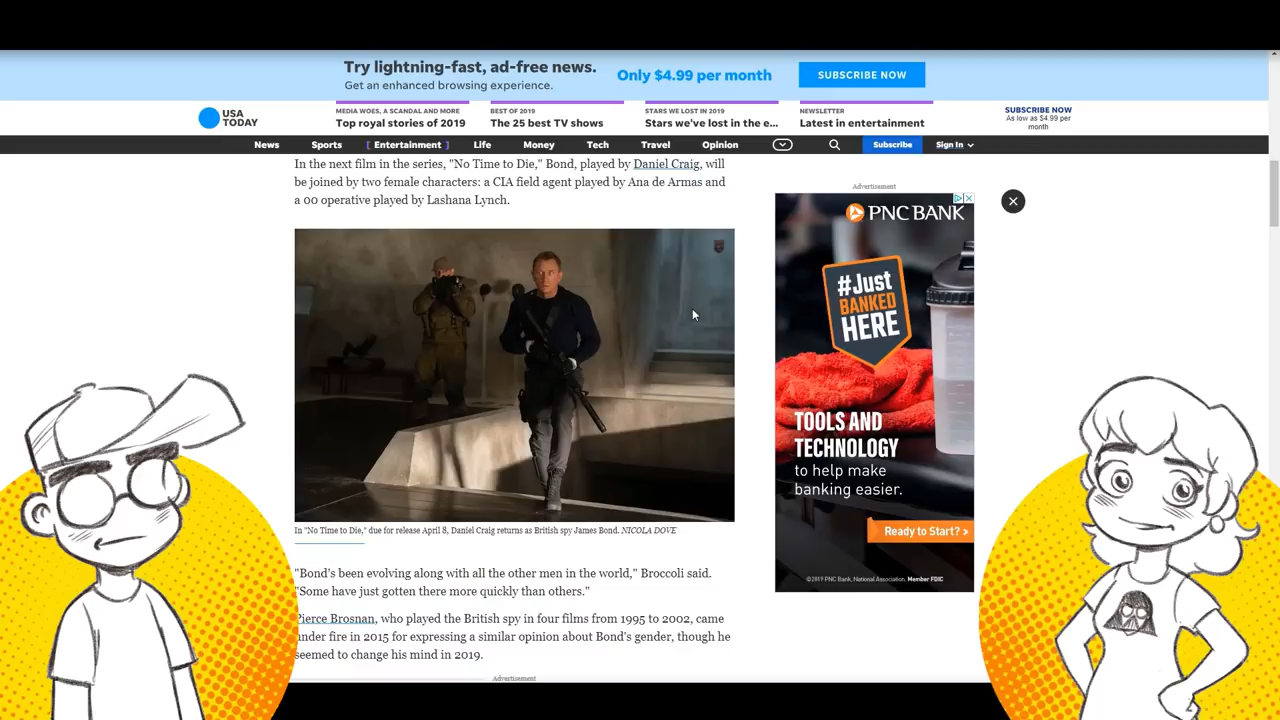 Try lightning-fast, ad-free news.
Get an enhanced browsing experience.
Only $4.99 per month
SUBSCRIBE NOW
USA
TODAY
MEDIA WOES, A SCANDAL AND MORE
Top royal stories of 2019
BEST OF 2019
The 25 best TV shows
STARS WE LOST IN 2019
Stars we've lost in the e...
NEWSLETTER
Latest in entertainment
SUBSCRIBE NOW
As low as $4.99 per
month
News
Sports
[ Entertainment ]
Life
Money
Tech
Travel
Opinion
Subscribe
Sign In
In the next film in the series, "No Time to Die," Bond, played by Daniel Craig, will
be joined by two female characters: a CIA field agent played by Ana de Armas and
a 00 operative played by Lashana Lynch.
In "No Time to Die," due for release April 8, Daniel Craig returns as British spy James Bond. NICOLA DOVE
"Bond's been evolving along with all the other men in the world," Broccoli said.
"Some have just gotten there more quickly than others."
Pierce Brosnan, who played the British spy in four films from 1995 to 2002, came
under fire in 2015 for expressing a similar opinion about Bond's gender, though he
seemed to change his mind in 2019.
Advertisement
Advertisement
PNC BANK
#Just
BANKED
HERE
TOOLS AND
TECHNOLOGY
to help make
banking easier.
Ready to Start? >
©2019 PNC Bank, National Association. Member FDIC